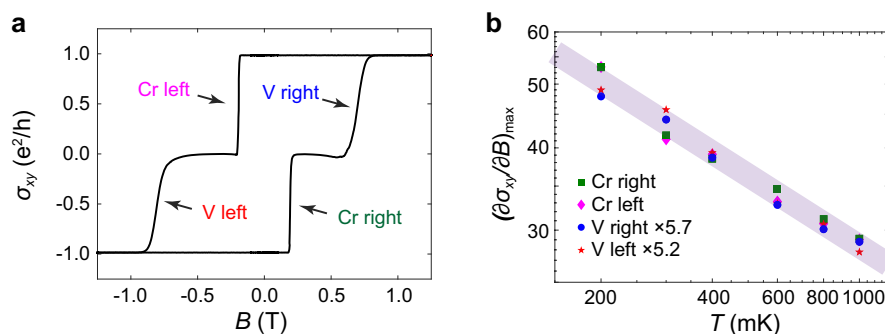 a
σxy (e²/h)
1.0
0.5
0.0
-0.5
-1.0
Cr left
V right
V left
Cr right
-1.0 -0.5 0.0 0.5 1.0
B (T)
b
(∂σxy/∂B)max
60
50
40
30
Cr right
Cr left
V right ×5.7
V left ×5.2
200 400 600 800 1000
T (mK)